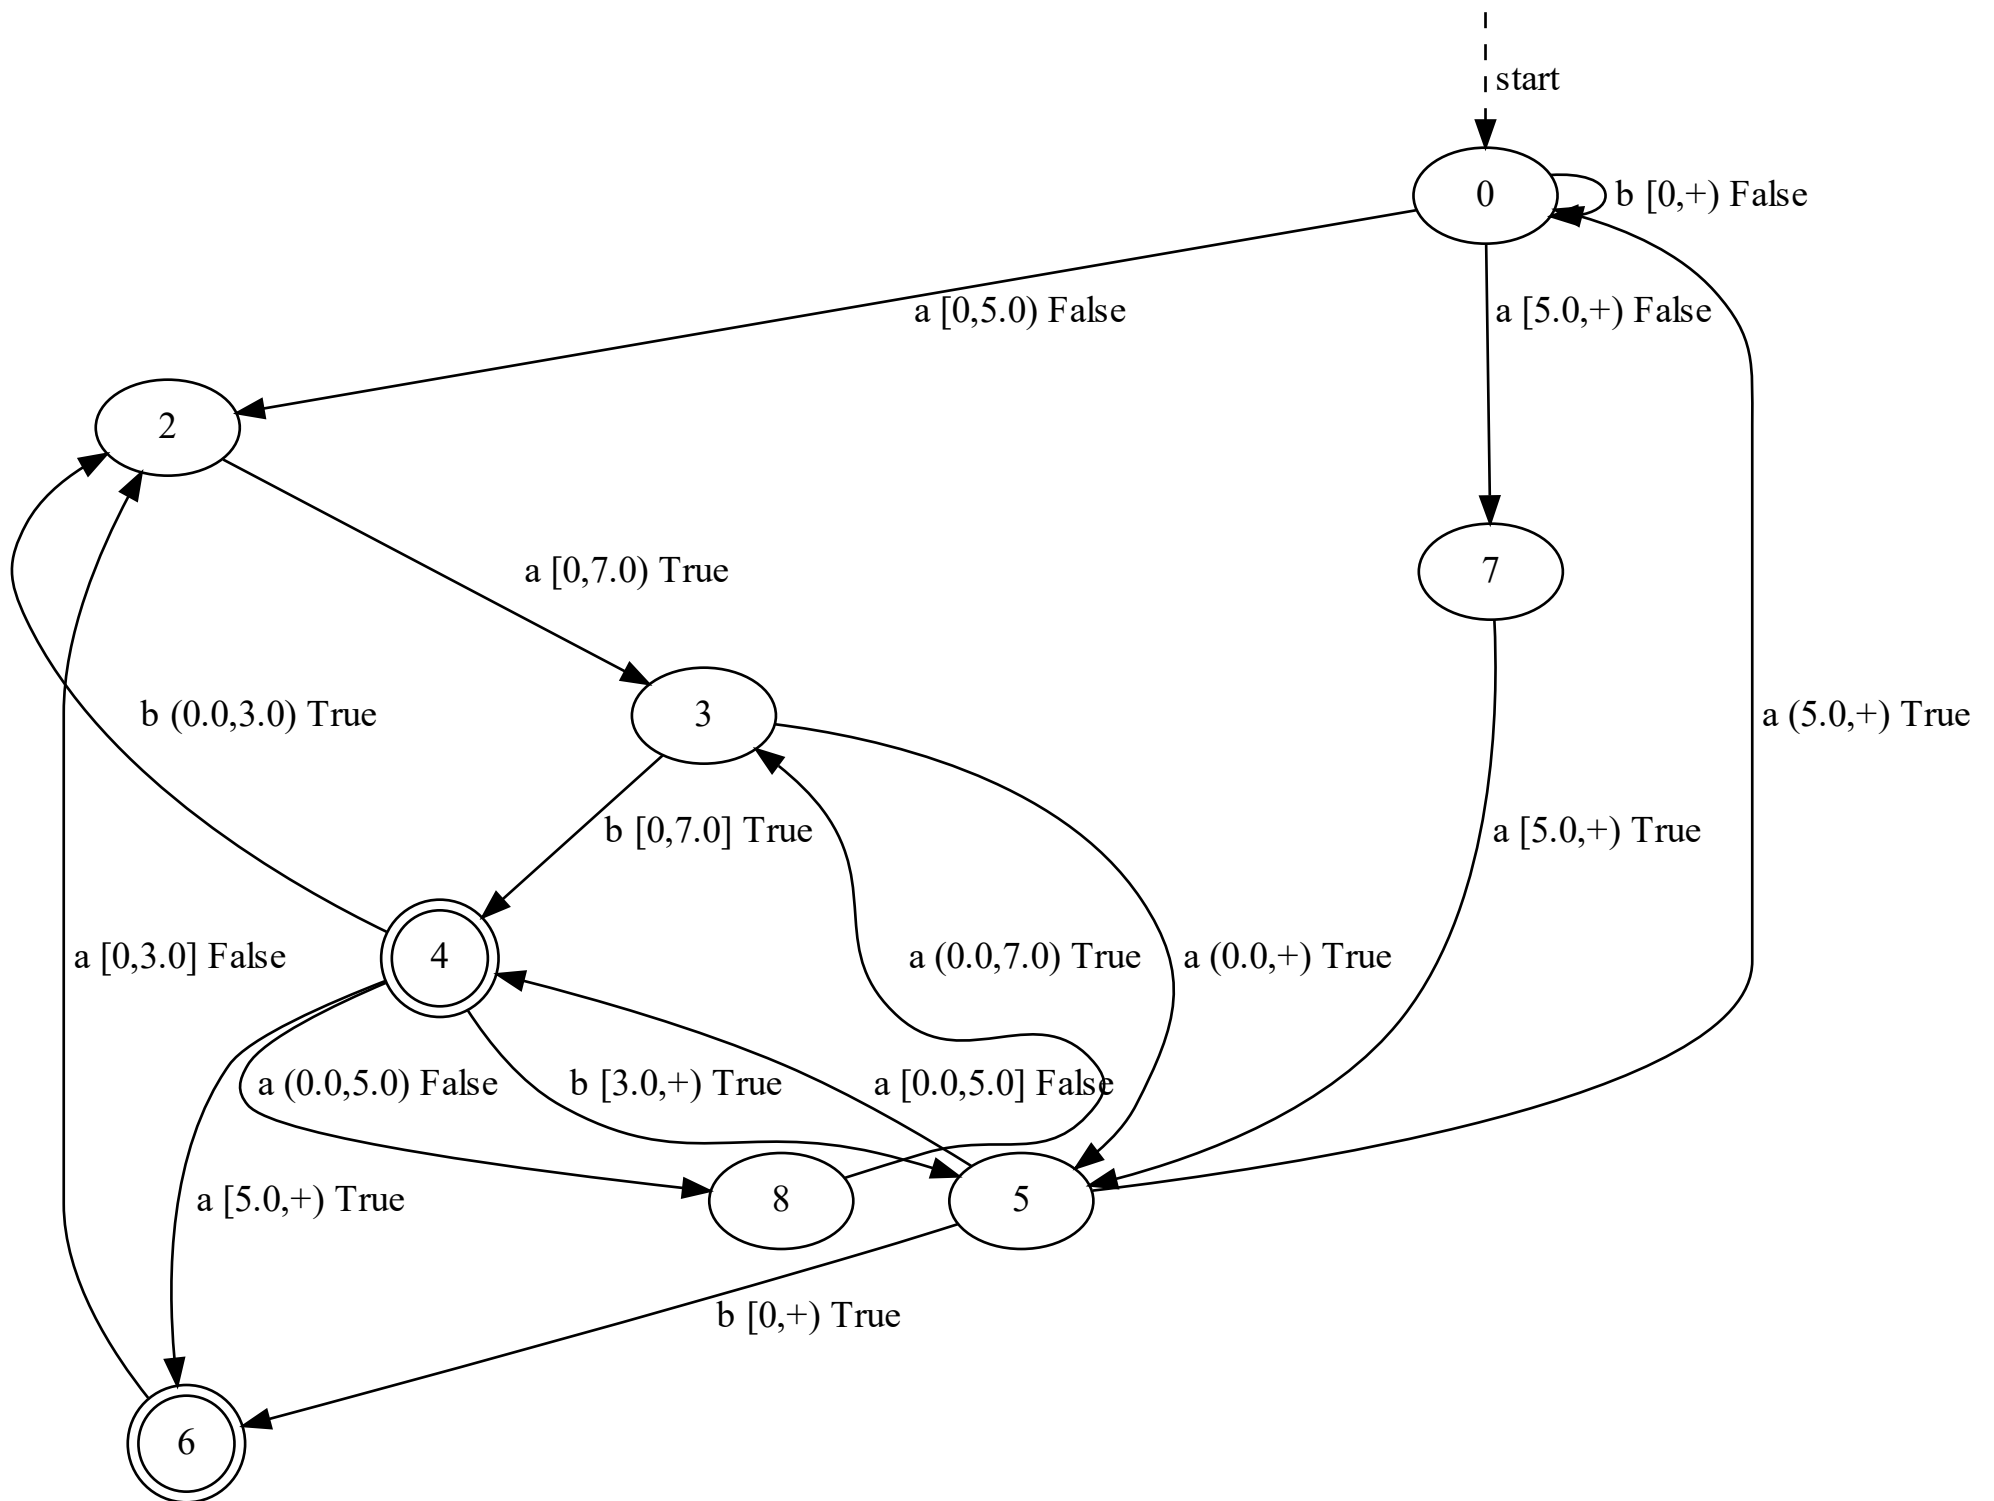 start
0
b [0,+) False
a [0,5.0) False
a [5.0,+) False
2
a [0,7.0) True
7
3
b (0.0,3.0) True
a (5.0,+) True
b [0,7.0] True
a [5.0,+) True
a [0,3.0] False
4
a (0.0,7.0) True
a (0.0,+) True
a (0.0,5.0) False
b [3.0,+) True
a [0.0,5.0] False
a [5.0,+) True
8
5
b [0,+) True
6